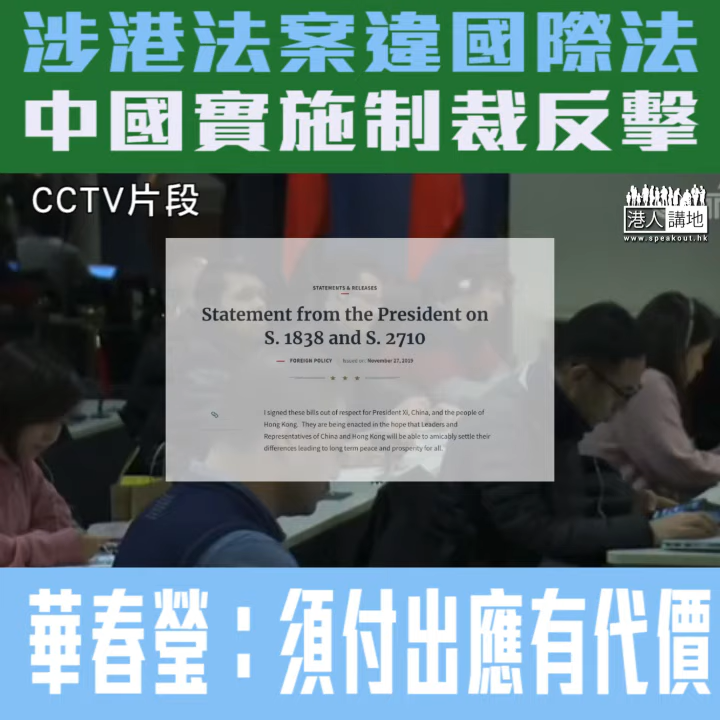 涉港法案違國際法
中國實施制裁反擊
CCTV片段
港人講地
www.speakout.hk
STATEMENTS & RELEASES
Statement from the President on
S. 1838 and S. 2710
FOREIGN POLICY
Issued on: November 27, 2019
I signed these bills out of respect for President Xi, China, and the people of
Hong Kong. They are being enacted in the hope that Leaders and
Representatives of China and Hong Kong will be able to amicably settle their
differences leading to long term peace and prosperity for all.
華春瑩：須付出應有代價